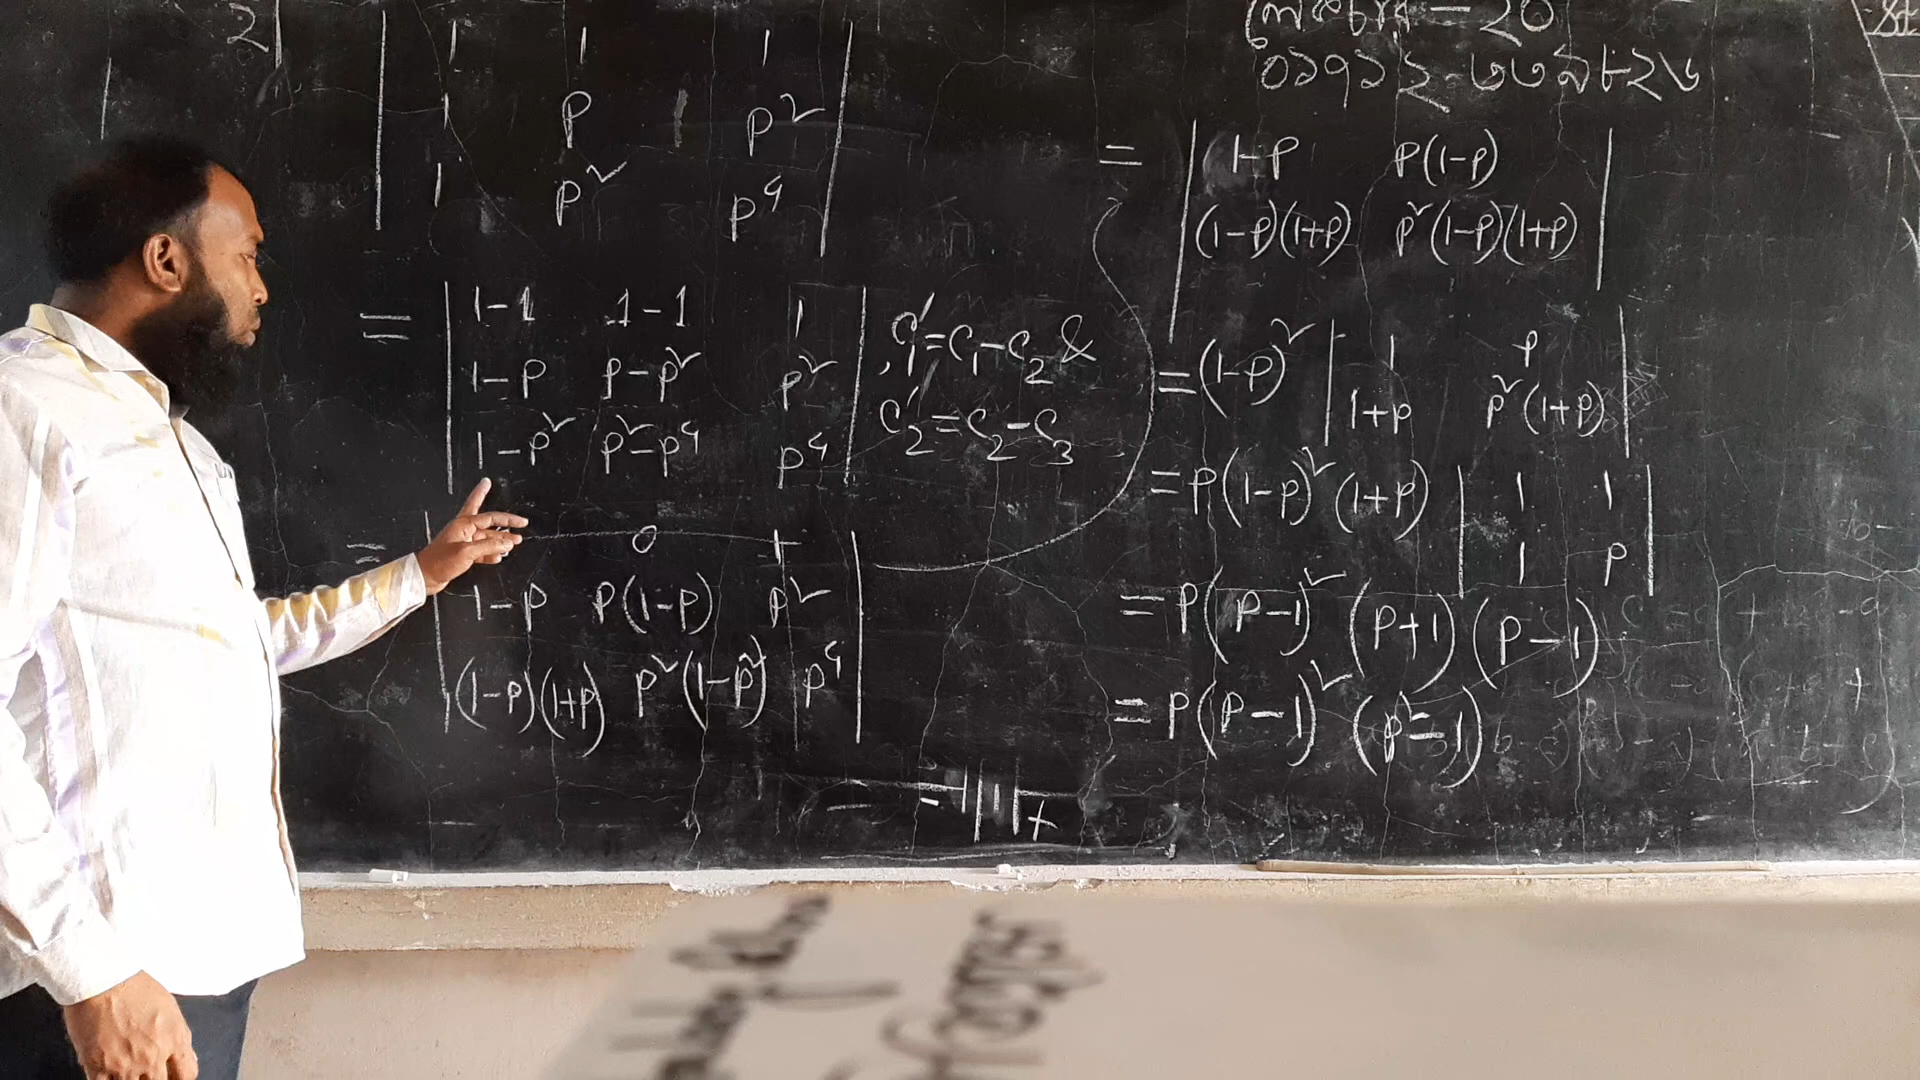 ২|
| 1 1 1 |
| 1 P P² |
| 1 P² P⁴ |
= | 1-1 1-1 1 |
| 1-P P-P² P² | , C₁′=C₁-C₂ &
| 1-P² P²-P⁴ P⁴ | C₂′=C₂-C₃
= | 0 1
| 1-P P(1-P) P² |
| (1-P)(1+P) P²(1-P²) P⁴ |
- +
লেকচার - ২০
= | 1-P P(1-P) |
| (1-P)(1+P) P²(1-P)(1+P) |
= (1-P)² | 1 P |
| 1+P P²(1+P) |
= P(1-P)²(1+P) | 1 1 |
| 1 P |
= P(P-1)²(P+1)(P-1)
= P(P-1)²(P²-1)